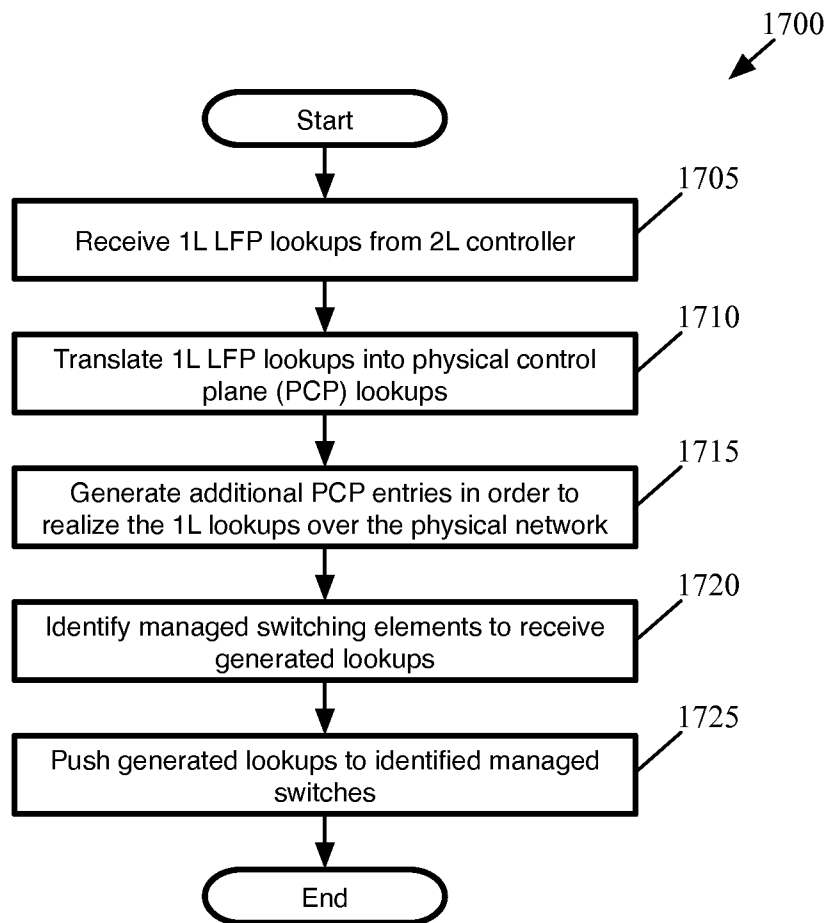 1700
Start
1705
Receive 1L LFP lookups from 2L controller
1710
Translate 1L LFP lookups into physical control
plane (PCP) lookups
1715
Generate additional PCP entries in order to
realize the 1L lookups over the physical network
1720
Identify managed switching elements to receive
generated lookups
1725
Push generated lookups to identified managed
switches
End